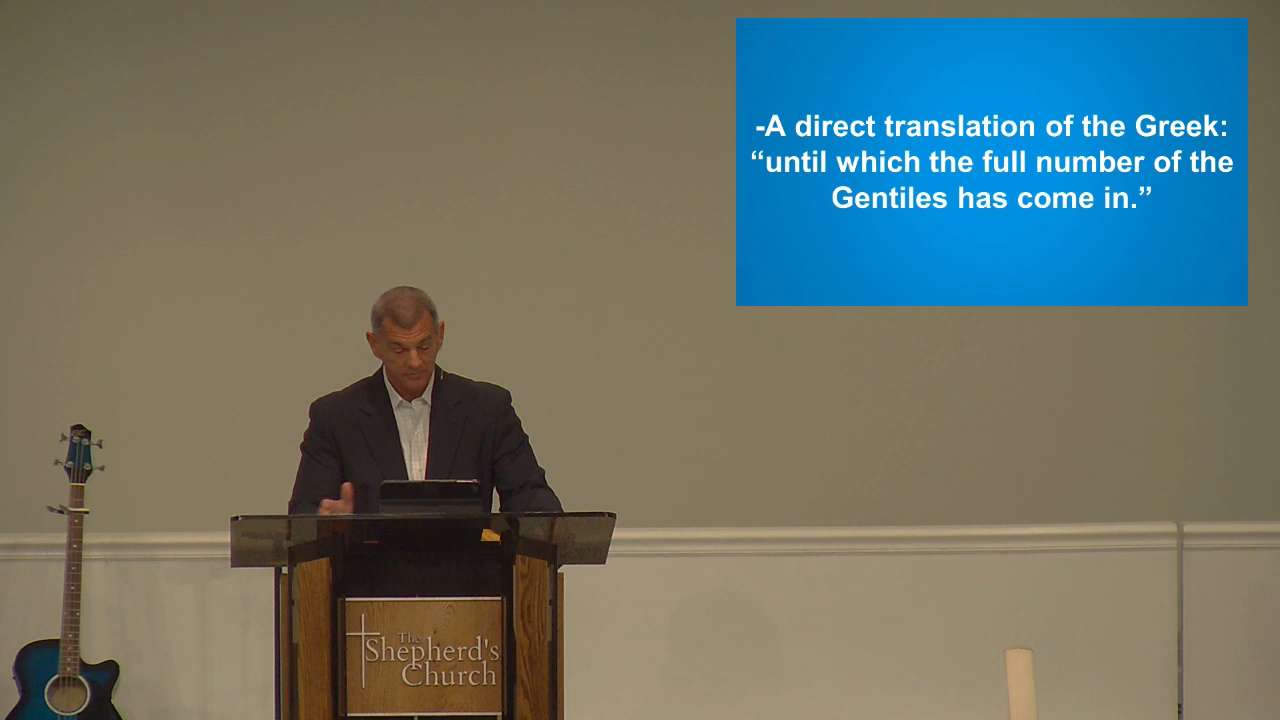 -A direct translation of the Greek:
“until which the full number of the
Gentiles has come in.”
The
Shepherd's
Church